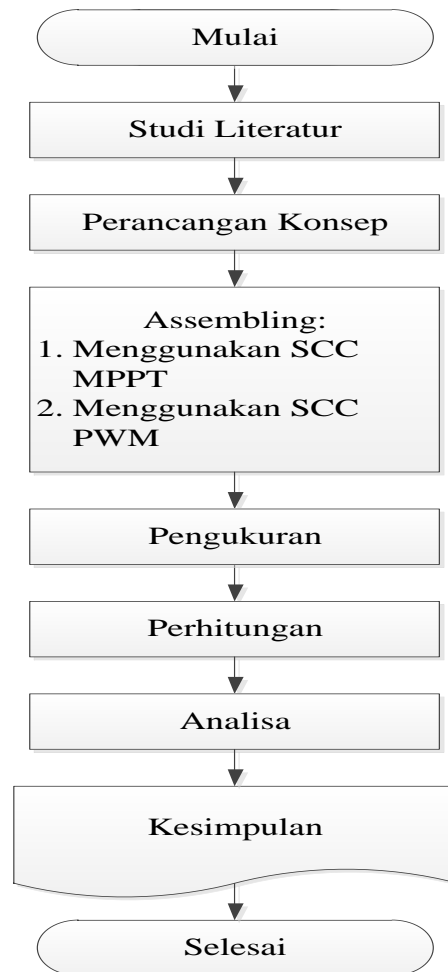 Mulai
Studi Literatur
Perancangan Konsep
Assembling:
1. Menggunakan SCC
MPPT
2. Menggunakan SCC
PWM
Pengukuran
Perhitungan
Analisa
Kesimpulan
Selesai